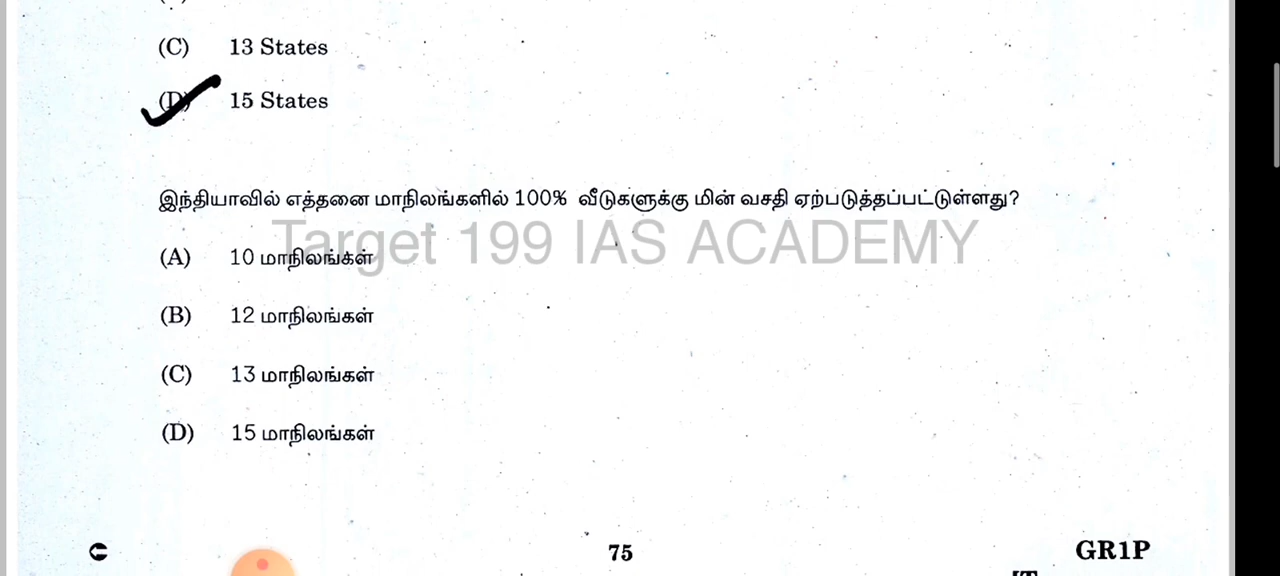 (C) 13 States
(D) 15 States
இந்தியாவில் எத்தனை மாநிலங்களில் 100% வீடுகளுக்கு மின் வசதி ஏற்படுத்தப்பட்டுள்ளது?
Target 199 IAS ACADEMY
(A) 10 மாநிலங்கள்
(B) 12 மாநிலங்கள்
(C) 13 மாநிலங்கள்
(D) 15 மாநிலங்கள்
75
GR1P